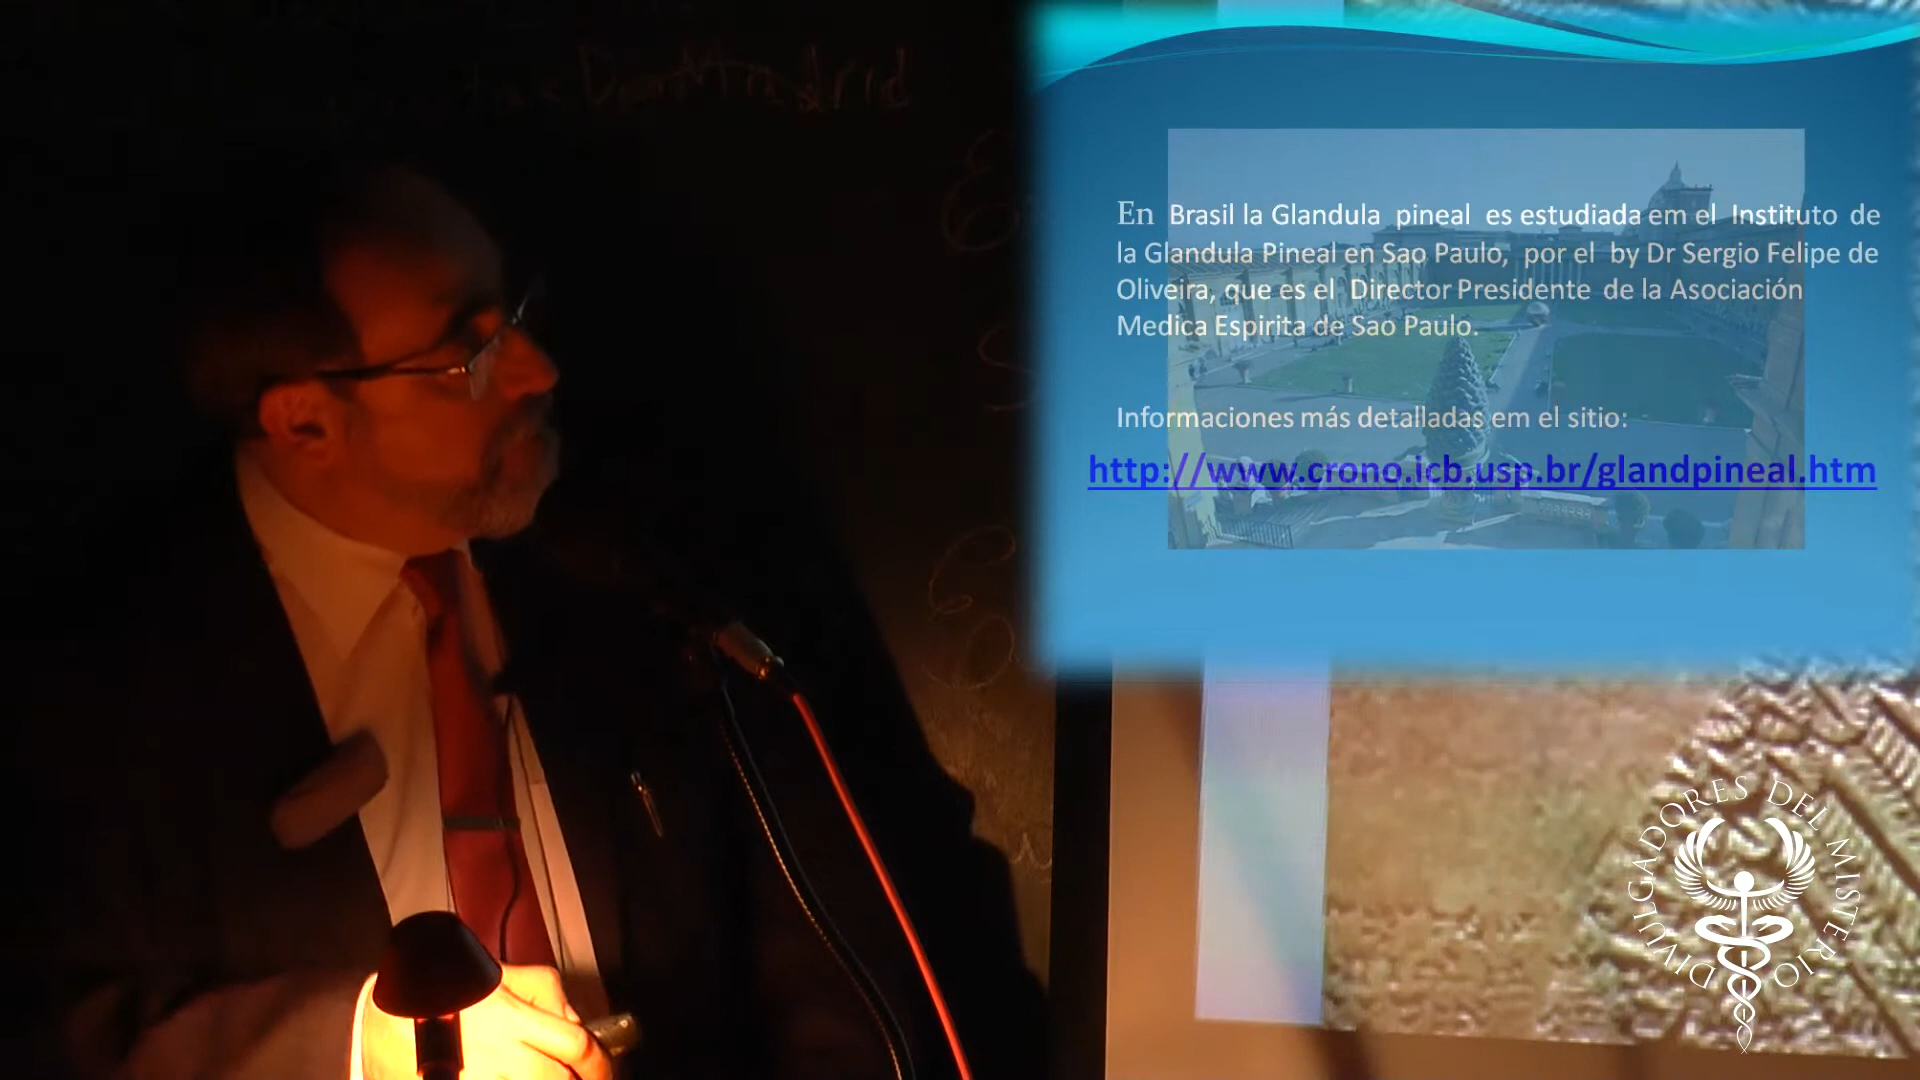 Madrid
En Brasil la Glandula pineal es estudiada em el Instituto de
la Glandula Pineal en Sao Paulo, por el by Dr Sergio Felipe de
Oliveira, que es el Director Presidente de la Asociación
Medica Espirita de Sao Paulo.
Informaciones más detalladas em el sitio:
http://www.crono.icb.usp.br/glandpineal.htm
DIVULGADORES DEL MISTERIO